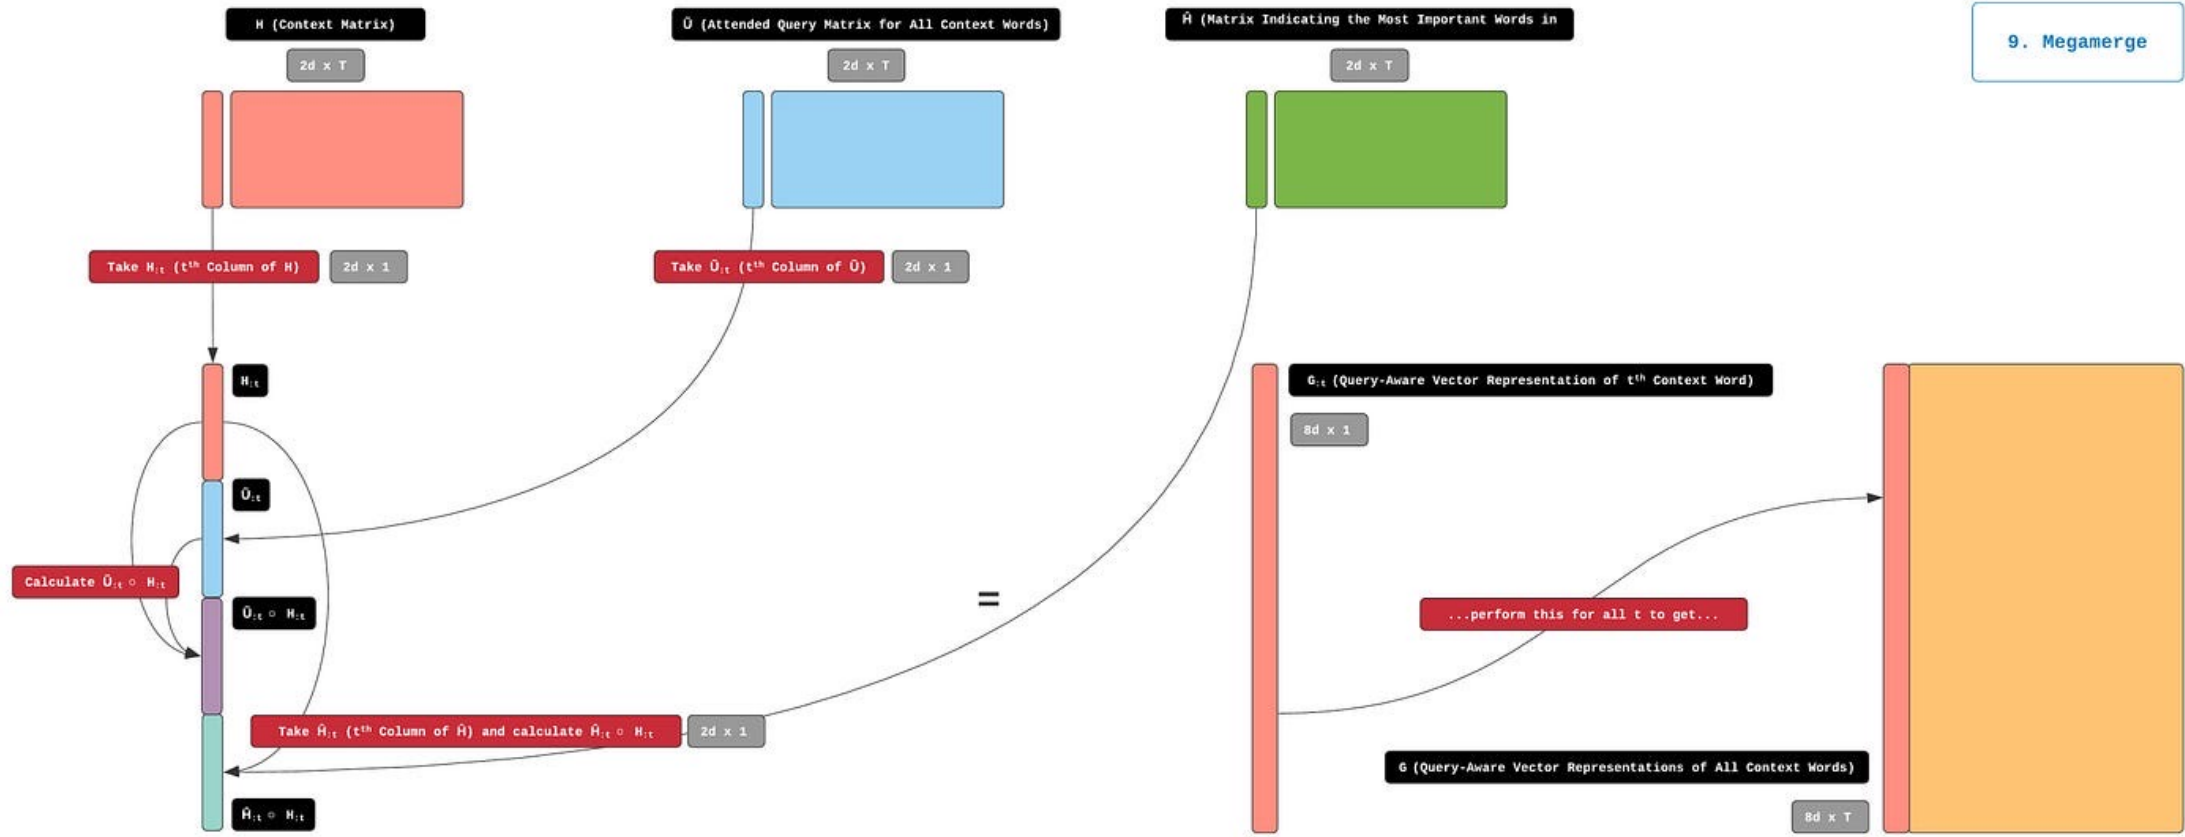 H (Context Matrix)
Ũ (Attended Query Matrix for All Context Words)
Ĥ (Matrix Indicating the Most Important Words in
9. Megamerge
2d x T
2d x T
2d x T
Take H:t (tᵗʰ Column of H)
2d x 1
Take Ũ:t (tᵗʰ Column of Ũ)
2d x 1
H:t
G:t (Query-Aware Vector Representation of tᵗʰ Context Word)
8d x 1
Ũ:t
Calculate Ũ:t ○ H:t
Ũ:t ○ H:t
=
...perform this for all t to get...
Take Ĥ:t (tᵗʰ Column of Ĥ) and calculate Ĥ:t ○ H:t
2d x 1
G (Query-Aware Vector Representations of All Context Words)
Ĥ:t ○ H:t
8d x T